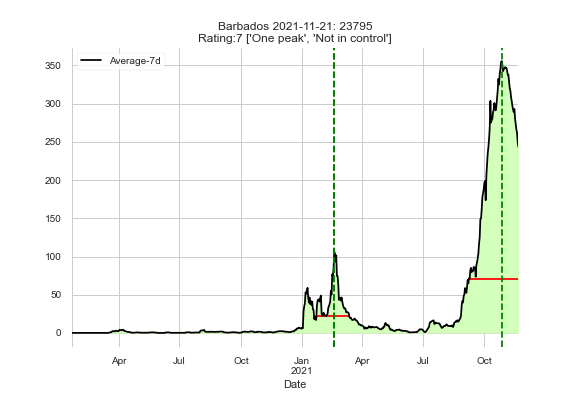 Barbados 2021-11-21: 23795
Rating:7 ['One peak', 'Not in control']
Average-7d
350
300
250
200
150
100
50
0
Apr Jul Oct Jan Apr Jul Oct
2021
Date